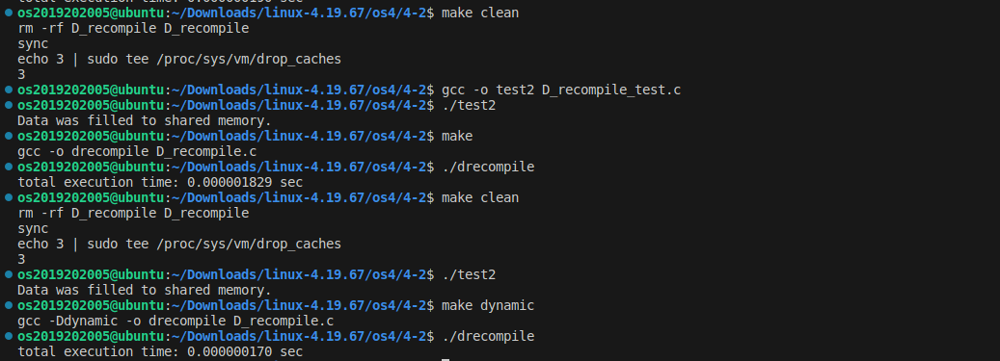 os2019202005@ubuntu:~/Downloads/linux-4.19.67/os4/4-2$ make clean
rm -rf D_recompile D_recompile
sync
echo 3 | sudo tee /proc/sys/vm/drop_caches
3
os2019202005@ubuntu:~/Downloads/linux-4.19.67/os4/4-2$ gcc -o test2 D_recompile_test.c
os2019202005@ubuntu:~/Downloads/linux-4.19.67/os4/4-2$ ./test2
Data was filled to shared memory.
os2019202005@ubuntu:~/Downloads/linux-4.19.67/os4/4-2$ make
gcc -o drecompile D_recompile.c
os2019202005@ubuntu:~/Downloads/linux-4.19.67/os4/4-2$ ./drecompile
total execution time: 0.000001829 sec
os2019202005@ubuntu:~/Downloads/linux-4.19.67/os4/4-2$ make clean
rm -rf D_recompile D_recompile
sync
echo 3 | sudo tee /proc/sys/vm/drop_caches
3
os2019202005@ubuntu:~/Downloads/linux-4.19.67/os4/4-2$ ./test2
Data was filled to shared memory.
os2019202005@ubuntu:~/Downloads/linux-4.19.67/os4/4-2$ make dynamic
gcc -Ddynamic -o drecompile D_recompile.c
os2019202005@ubuntu:~/Downloads/linux-4.19.67/os4/4-2$ ./drecompile
total execution time: 0.000000170 sec